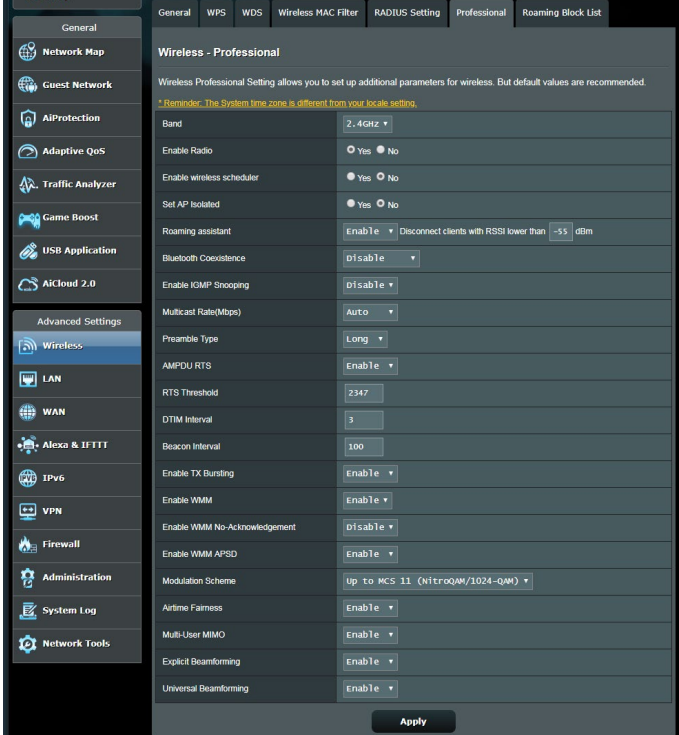 General WPS WDS Wireless MAC Filter RADIUS Setting Professional Roaming Block List
General
Network Map
Guest Network
AiProtection
Adaptive QoS
Traffic Analyzer
Game Boost
USB Application
AiCloud 2.0
Advanced Settings
Wireless
LAN
WAN
Alexa & IFTTT
IPv6
VPN
Firewall
Administration
System Log
Network Tools
Wireless - Professional
Wireless Professional Setting allows you to set up additional parameters for wireless. But default values are recommended.
* Reminder: The System time zone is different from your locale setting.
Band 2.4GHz
Enable Radio Yes No
Enable wireless scheduler Yes No
Set AP Isolated Yes No
Roaming assistant Enable Disconnect clients with RSSI lower than -55 dBm
Bluetooth Coexistence Disable
Enable IGMP Snooping Disable
Multicast Rate(Mbps) Auto
Preamble Type Long
AMPDU RTS Enable
RTS Threshold 2347
DTIM Interval 3
Beacon Interval 100
Enable TX Bursting Enable
Enable WMM Enable
Enable WMM No-Acknowledgement Disable
Enable WMM APSD Enable
Modulation Scheme Up to MCS 11 (NitroQAM/1024-QAM)
Airtime Fairness Enable
Multi-User MIMO Enable
Explicit Beamforming Enable
Universal Beamforming Enable
Apply